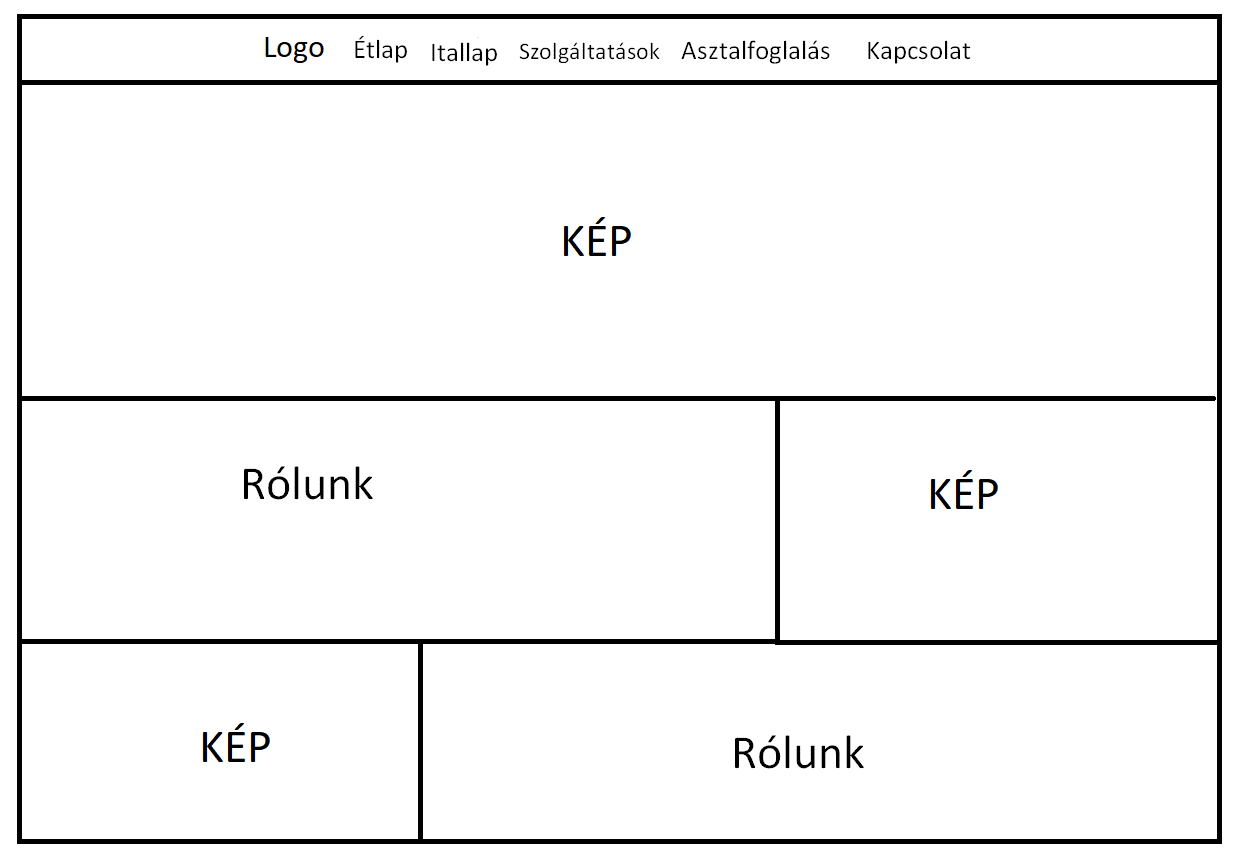 Logo Étlap Itallap Szolgáltatások Asztalfoglalás Kapcsolat
KÉP
Rólunk
KÉP
KÉP
Rólunk